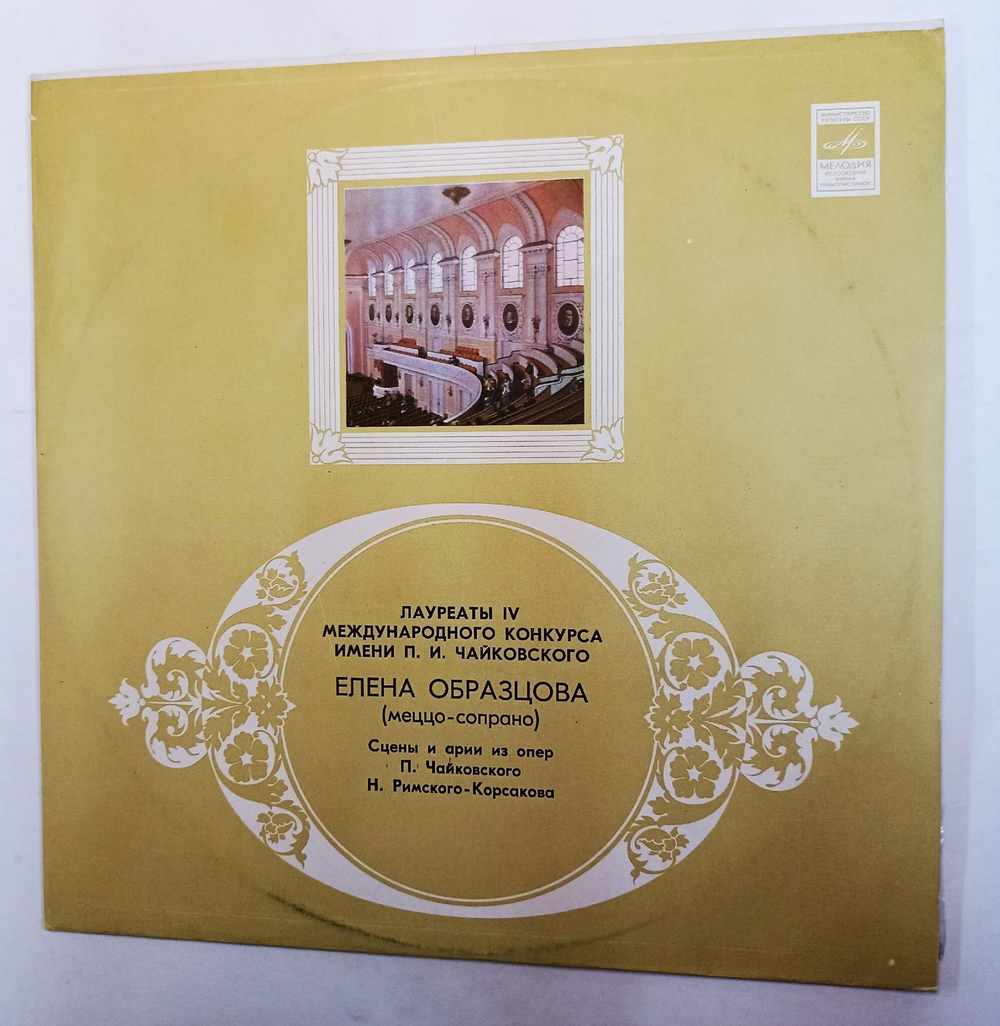 МИНИСТЕРСТВО
КУЛЬТУРЫ СССР
МЕЛОДИЯ
ВСЕСОЮЗНАЯ
ФИРМА
ГРАМПЛАСТИНОК
ЛАУРЕАТЫ IV
МЕЖДУНАРОДНОГО КОНКУРСА
ИМЕНИ П. И. ЧАЙКОВСКОГО
ЕЛЕНА ОБРАЗЦОВА
(меццо-сопрано)
Сцены и арии из опер
П. Чайковского
Н. Римского-Корсакова